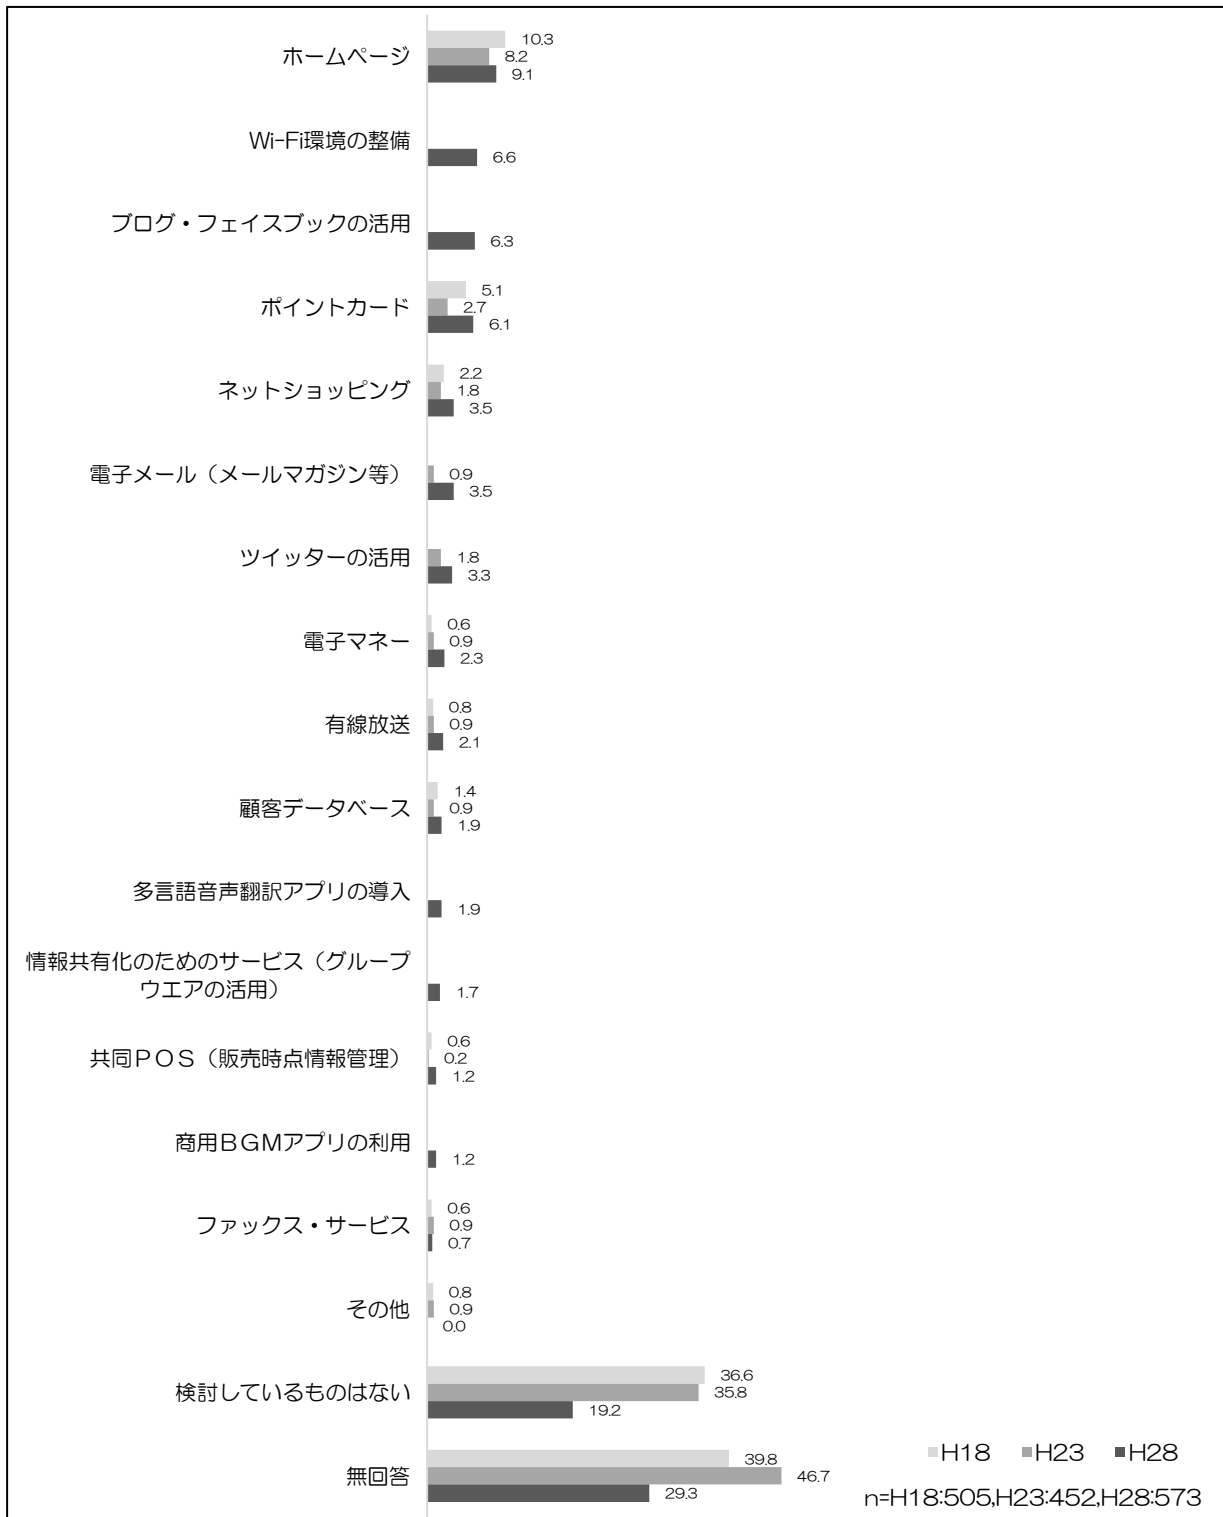 ホームページ
10.3
8.2
9.1
Wi-Fi環境の整備
6.6
ブログ・フェイスブックの活用
6.3
ポイントカード
5.1
2.7
6.1
ネットショッピング
2.2
1.8
3.5
電子メール（メールマガジン等）
0.9
3.5
ツイッターの活用
1.8
3.3
電子マネー
0.6
0.9
2.3
有線放送
0.8
0.9
2.1
顧客データベース
1.4
0.9
1.9
多言語音声翻訳アプリの導入
1.9
情報共有化のためのサービス（グループ
ウエアの活用）
1.7
共同ＰＯＳ（販売時点情報管理）
0.6
0.2
1.2
商用ＢＧＭアプリの利用
1.2
ファックス・サービス
0.6
0.9
0.7
その他
0.8
0.9
0.0
検討しているものはない
36.6
35.8
19.2
無回答
39.8
46.7
29.3
H18 H23 H28
n=H18:505,H23:452,H28:573